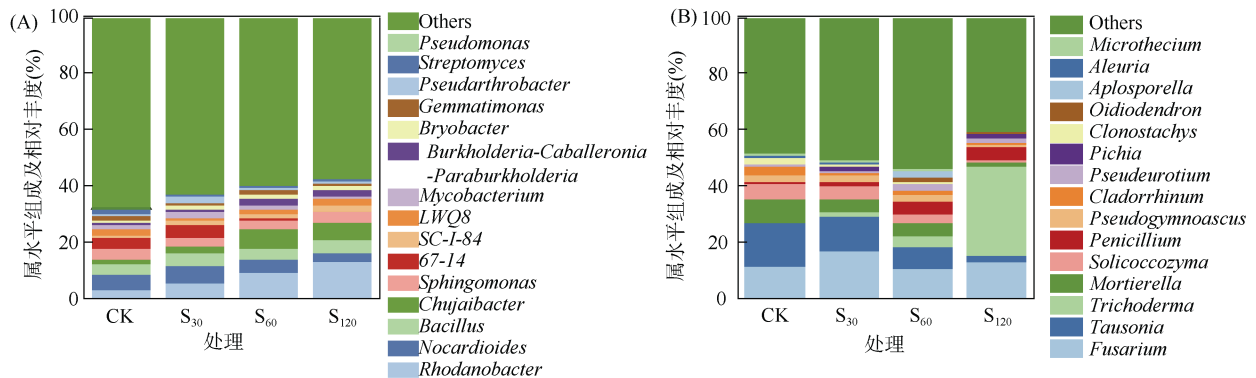 (A)
属水平组成及相对丰度(%)
100
80
60
40
20
0
CK
S30
S60
S120
处理
Others
Pseudomonas
Streptomyces
Pseudarthrobacter
Gemmatimonas
Bryobacter
Burkholderia-Caballeronia
-Paraburkholderia
Mycobacterium
LWQ8
SC-I-84
67-14
Sphingomonas
Chujaibacter
Bacillus
Nocardioides
Rhodanobacter
(B)
属水平组成及相对丰度(%)
100
80
60
40
20
0
CK
S30
S60
S120
处理
Others
Microthecium
Aleuria
Aplosporella
Oidiodendron
Clonostachys
Pichia
Pseudeurotium
Cladorrhinum
Pseudogymnoascus
Penicillium
Solicoccozyma
Mortierella
Trichoderma
Tausonia
Fusarium